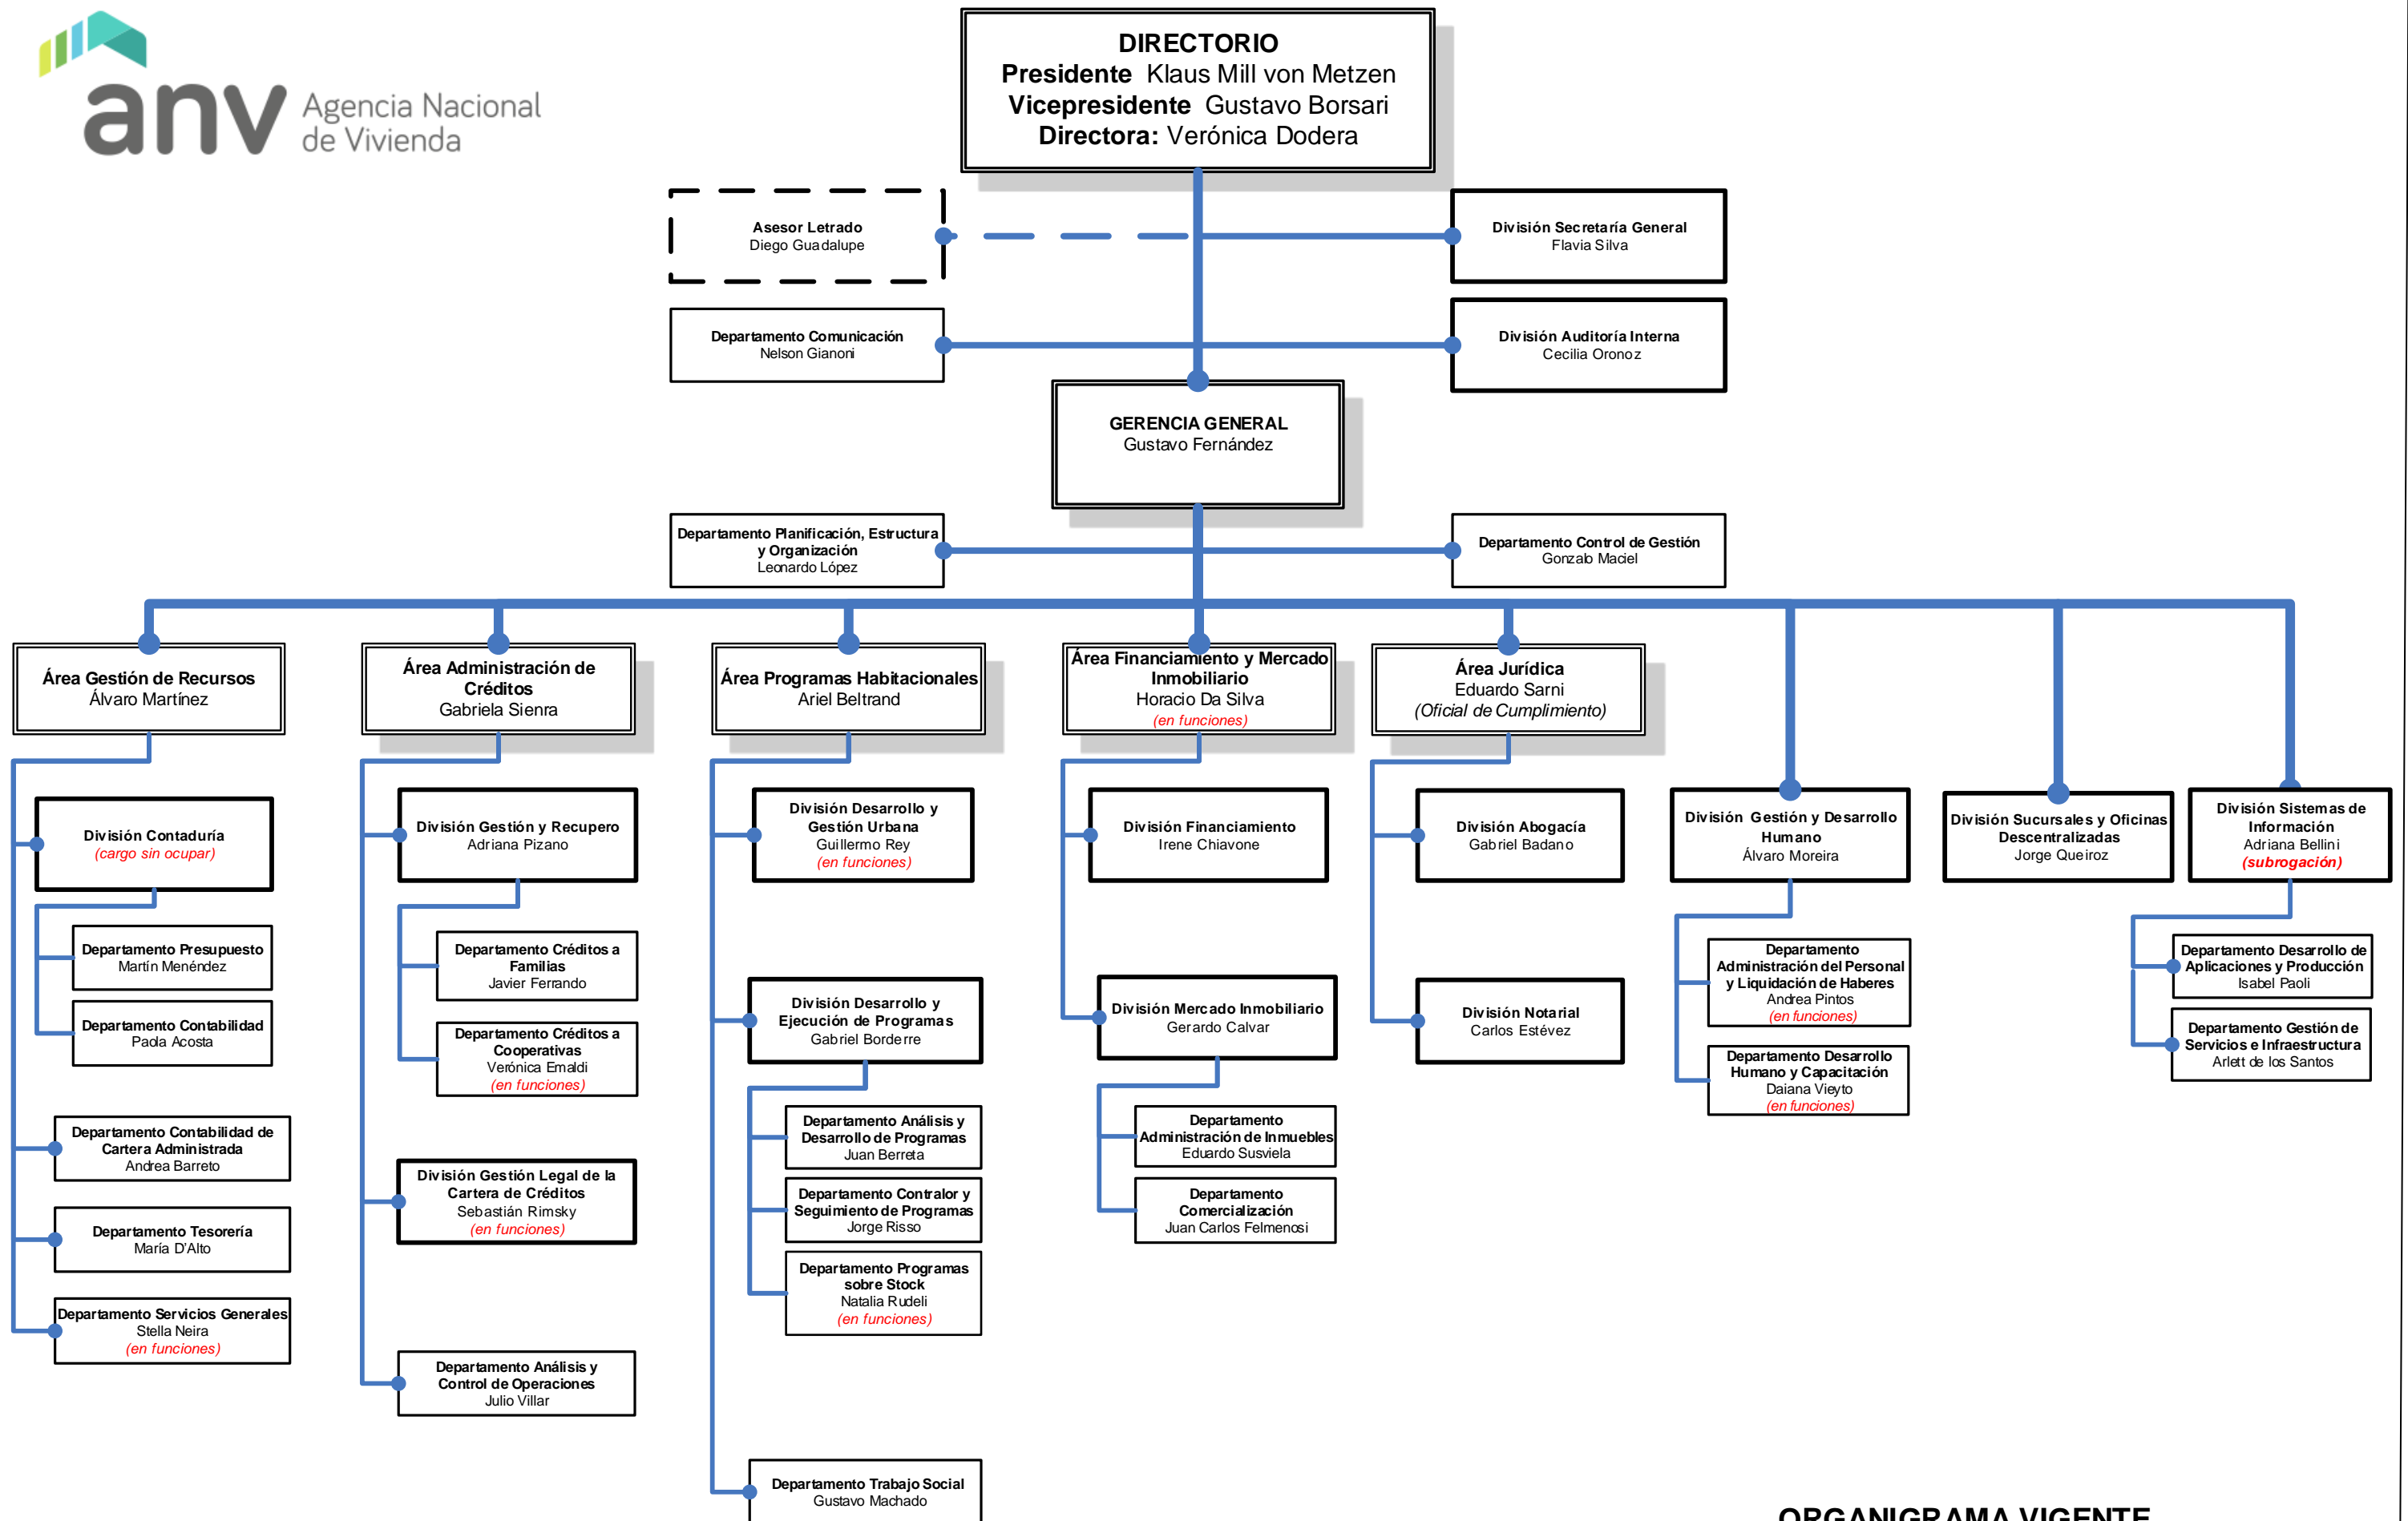 anv Agencia Nacional
de Vivienda
DIRECTORIO
Presidente Klaus Mill von Metzen
Vicepresidente Gustavo Borsari
Directora: Verónica Dodera
Asesor Letrado
Diego Guadalupe
División Secretaría General
Flavia Silva
Departamento Comunicación
Nelson Gianoni
División Auditoría Interna
Cecilia Oronoz
GERENCIA GENERAL
Gustavo Fernández
Departamento Planificación, Estructura
y Organización
Leonardo López
Departamento Control de Gestión
Gonzalo Maciel
Área Gestión de Recursos
Álvaro Martínez
División Contaduría
(cargo sin ocupar)
Departamento Presupuesto
Martín Menéndez
Departamento Contabilidad
Paola Acosta
Departamento Contabilidad de
Cartera Administrada
Andrea Barreto
Departamento Tesorería
María D'Alto
Departamento Servicios Generales
Stella Neira
(en funciones)
Área Administración de
Créditos
Gabriela Sienra
División Gestión y Recupero
Adriana Pizano
Departamento Créditos a
Familias
Javier Ferrando
Departamento Créditos a
Cooperativas
Verónica Emaldi
(en funciones)
División Gestión Legal de la
Cartera de Créditos
Sebastián Rimsky
(en funciones)
Departamento Análisis y
Control de Operaciones
Julio Villar
Área Programas Habitacionales
Ariel Beltrand
División Desarrollo y
Gestión Urbana
Guillermo Rey
(en funciones)
División Desarrollo y
Ejecución de Programas
Gabriel Borderre
Departamento Análisis y
Desarrollo de Programas
Juan Berreta
Departamento Contralor y
Seguimiento de Programas
Jorge Risso
Departamento Programas
sobre Stock
Natalia Rudeli
(en funciones)
Departamento Trabajo Social
Gustavo Machado
Área Financiamiento y Mercado
Inmobiliario
Horacio Da Silva
(en funciones)
División Financiamiento
Irene Chiavone
División Mercado Inmobiliario
Gerardo Calvar
Departamento
Administración de Inmuebles
Eduardo Susviela
Departamento
Comercialización
Juan Carlos Felmenosi
Área Jurídica
Eduardo Sarni
(Oficial de Cumplimiento)
División Abogacía
Gabriel Badano
División Notarial
Carlos Estévez
División Gestión y Desarrollo
Humano
Álvaro Moreira
Departamento
Administración del Personal
y Liquidación de Haberes
Andrea Pintos
(en funciones)
Departamento Desarrollo
Humano y Capacitación
Daiana Vieyto
(en funciones)
División Sucursales y Oficinas
Descentralizadas
Jorge Queiroz
División Sistemas de
Información
Adriana Bellini
(subrogación)
Departamento Desarrollo de
Aplicaciones y Producción
Isabel Paoli
Departamento Gestión de
Servicios e Infraestructura
Arlett de los Santos
ORGANIGRAMA VIGENTE